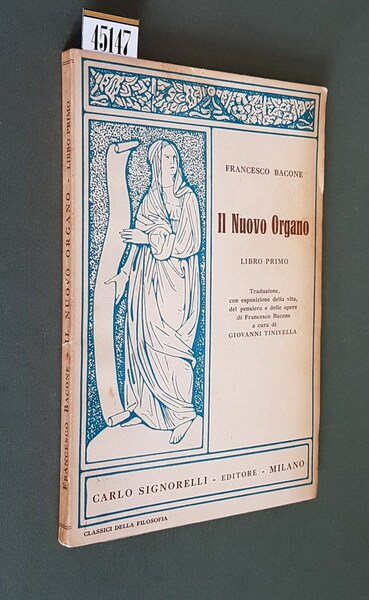 45147
FRANCESCO BACONE
Il Nuovo Organo
LIBRO PRIMO
Traduzione,
con esposizione della vita,
del pensiero e delle opere
di Francesco Bacone
a cura di
GIOVANNI TINIVELLA
CARLO SIGNORELLI - EDITORE - MILANO
CLASSICI DELLA FILOSOFIA
FRANCESCO BACONE - IL NUOVO ORGANO - LIBRO PRIMO